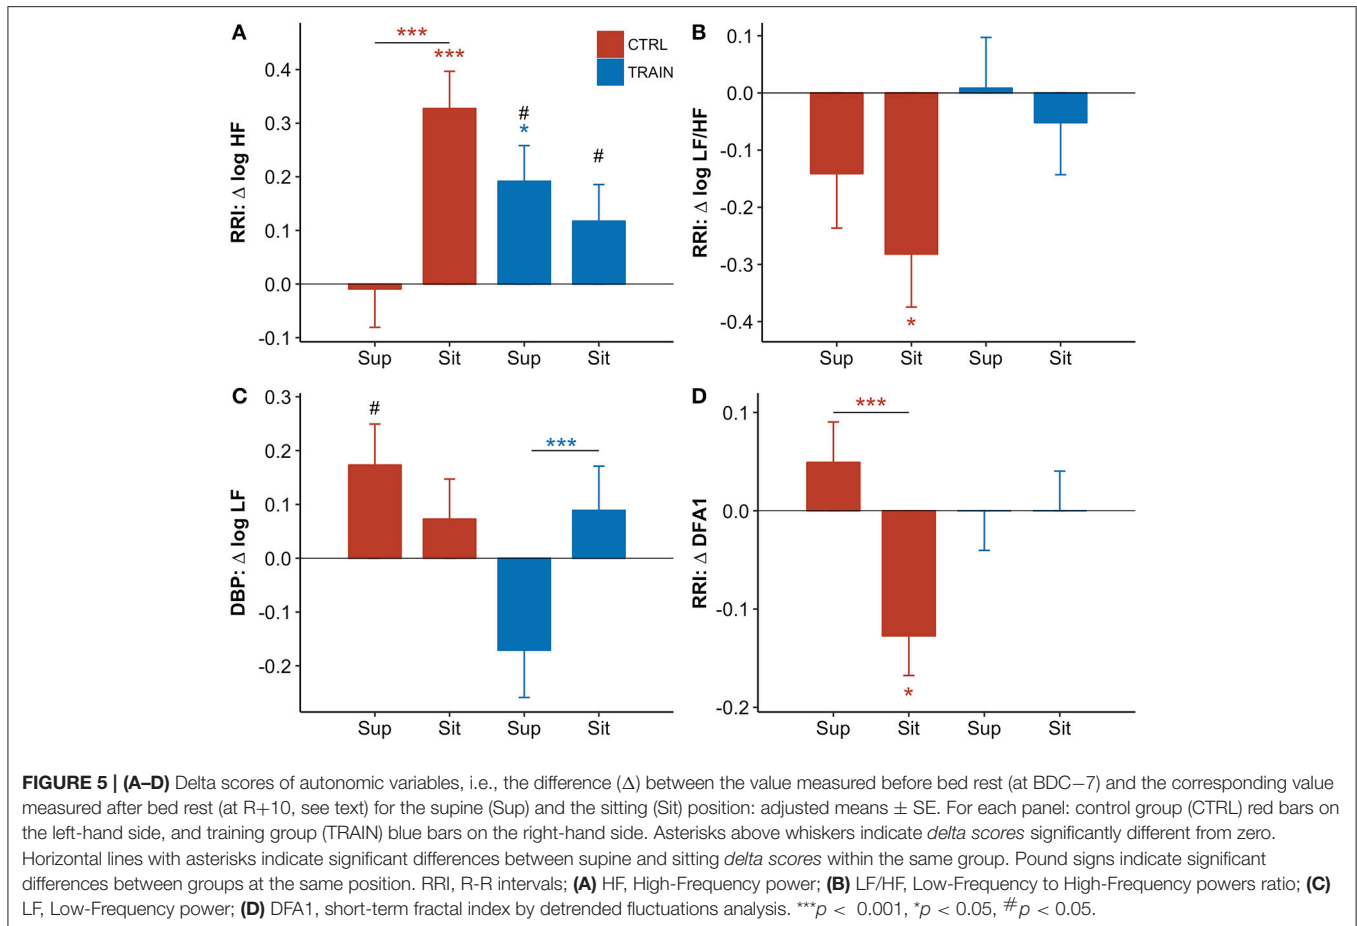 A
RRI: Δ log HF
0.4
0.3
0.2
0.1
0.0
-0.1
***
***
#
*
#
CTRL
TRAIN
Sup Sit Sup Sit
B
RRI: Δ log LF/HF
0.1
0.0
-0.1
-0.2
-0.3
-0.4
*
Sup Sit Sup Sit
C
DBP: Δ log LF
0.3
0.2
0.1
0.0
-0.1
-0.2
#
***
Sup Sit Sup Sit
D
RRI: Δ DFA1
0.1
0.0
-0.1
-0.2
***
*
Sup Sit Sup Sit
FIGURE 5 | (A–D) Delta scores of autonomic variables, i.e., the difference (Δ) between the value measured before bed rest (at BDC−7) and the corresponding value
measured after bed rest (at R+10, see text) for the supine (Sup) and the sitting (Sit) position: adjusted means ± SE. For each panel: control group (CTRL) red bars on
the left-hand side, and training group (TRAIN) blue bars on the right-hand side. Asterisks above whiskers indicate delta scores significantly different from zero.
Horizontal lines with asterisks indicate significant differences between supine and sitting delta scores within the same group. Pound signs indicate significant
differences between groups at the same position. RRI, R-R intervals; (A) HF, High-Frequency power; (B) LF/HF, Low-Frequency to High-Frequency powers ratio; (C)
LF, Low-Frequency power; (D) DFA1, short-term fractal index by detrended fluctuations analysis. ***p < 0.001, *p < 0.05, #p < 0.05.